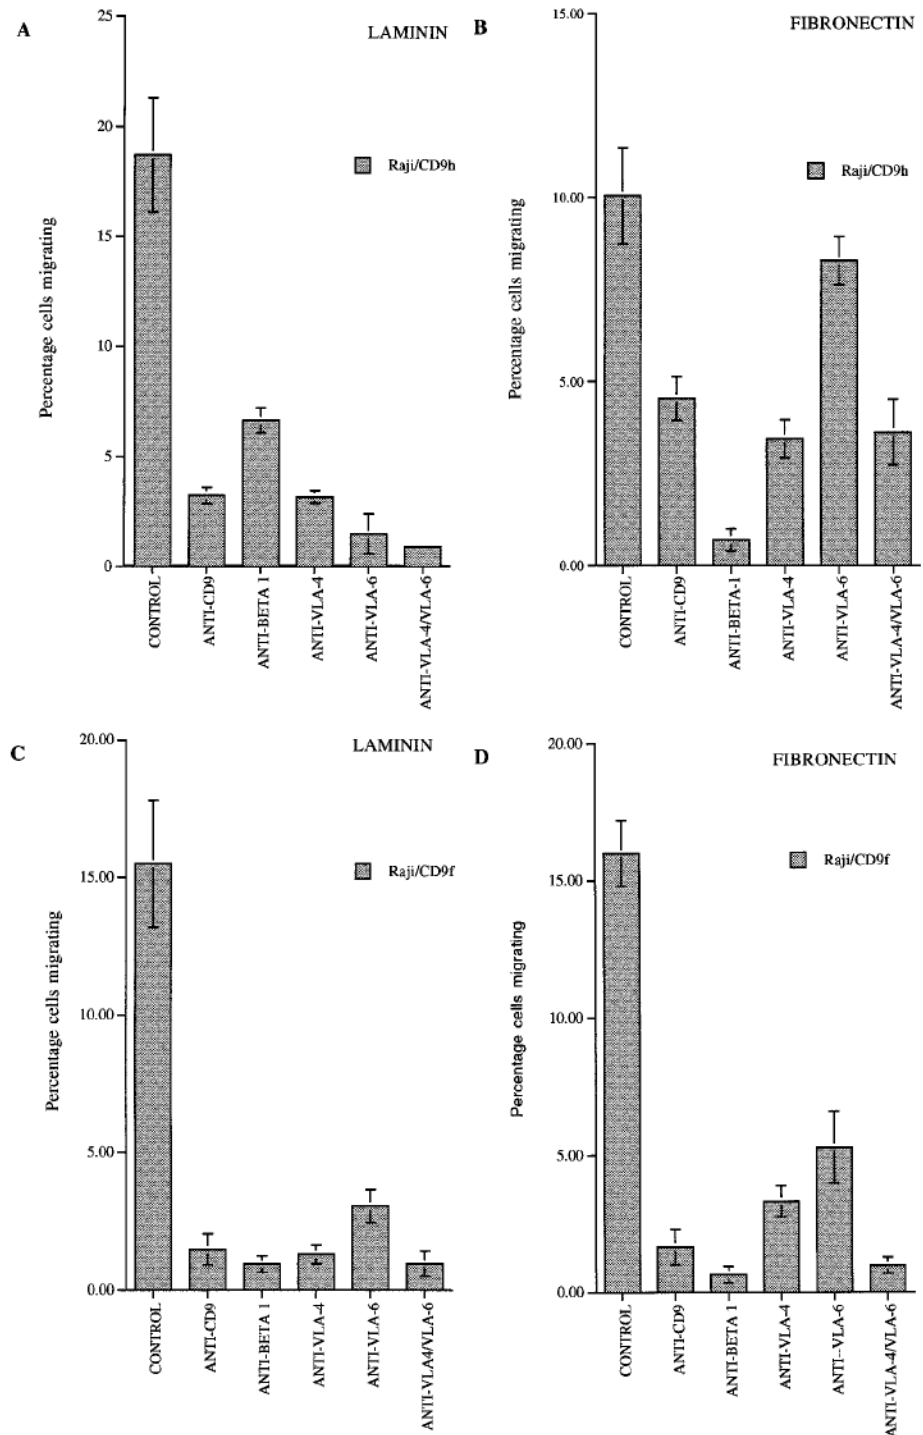 A
LAMININ
25
20
15
10
5
0
Percentage cells migrating
Raji/CD9h
CONTROL
ANTI-CD9
ANTI-BETA 1
ANTI-VLA-4
ANTI-VLA-6
ANTI-VLA-4/VLA-6
B
FIBRONECTIN
15.00
10.00
5.00
0.00
Percentage cells migrating
Raji/CD9h
CONTROL
ANTI-CD9
ANTI-BETA-1
ANTI-VLA-4
ANTI-VLA-6
ANTI-VLA-4/VLA-6
C
LAMININ
20.00
15.00
10.00
5.00
0.00
Percentage cells migrating
Raji/CD9f
CONTROL
ANTI-CD9
ANTI-BETA 1
ANTI-VLA-4
ANTI-VLA-6
ANTI-VLA4/VLA-6
D
FIBRONECTIN
20.00
15.00
10.00
5.00
0.00
Percentage cells migrating
Raji/CD9f
CONTROL
ANTI-CD9
ANTI-BETA 1
ANTI-VLA-4
ANTI--VLA-6
ANTI-VLA-4/VLA-6